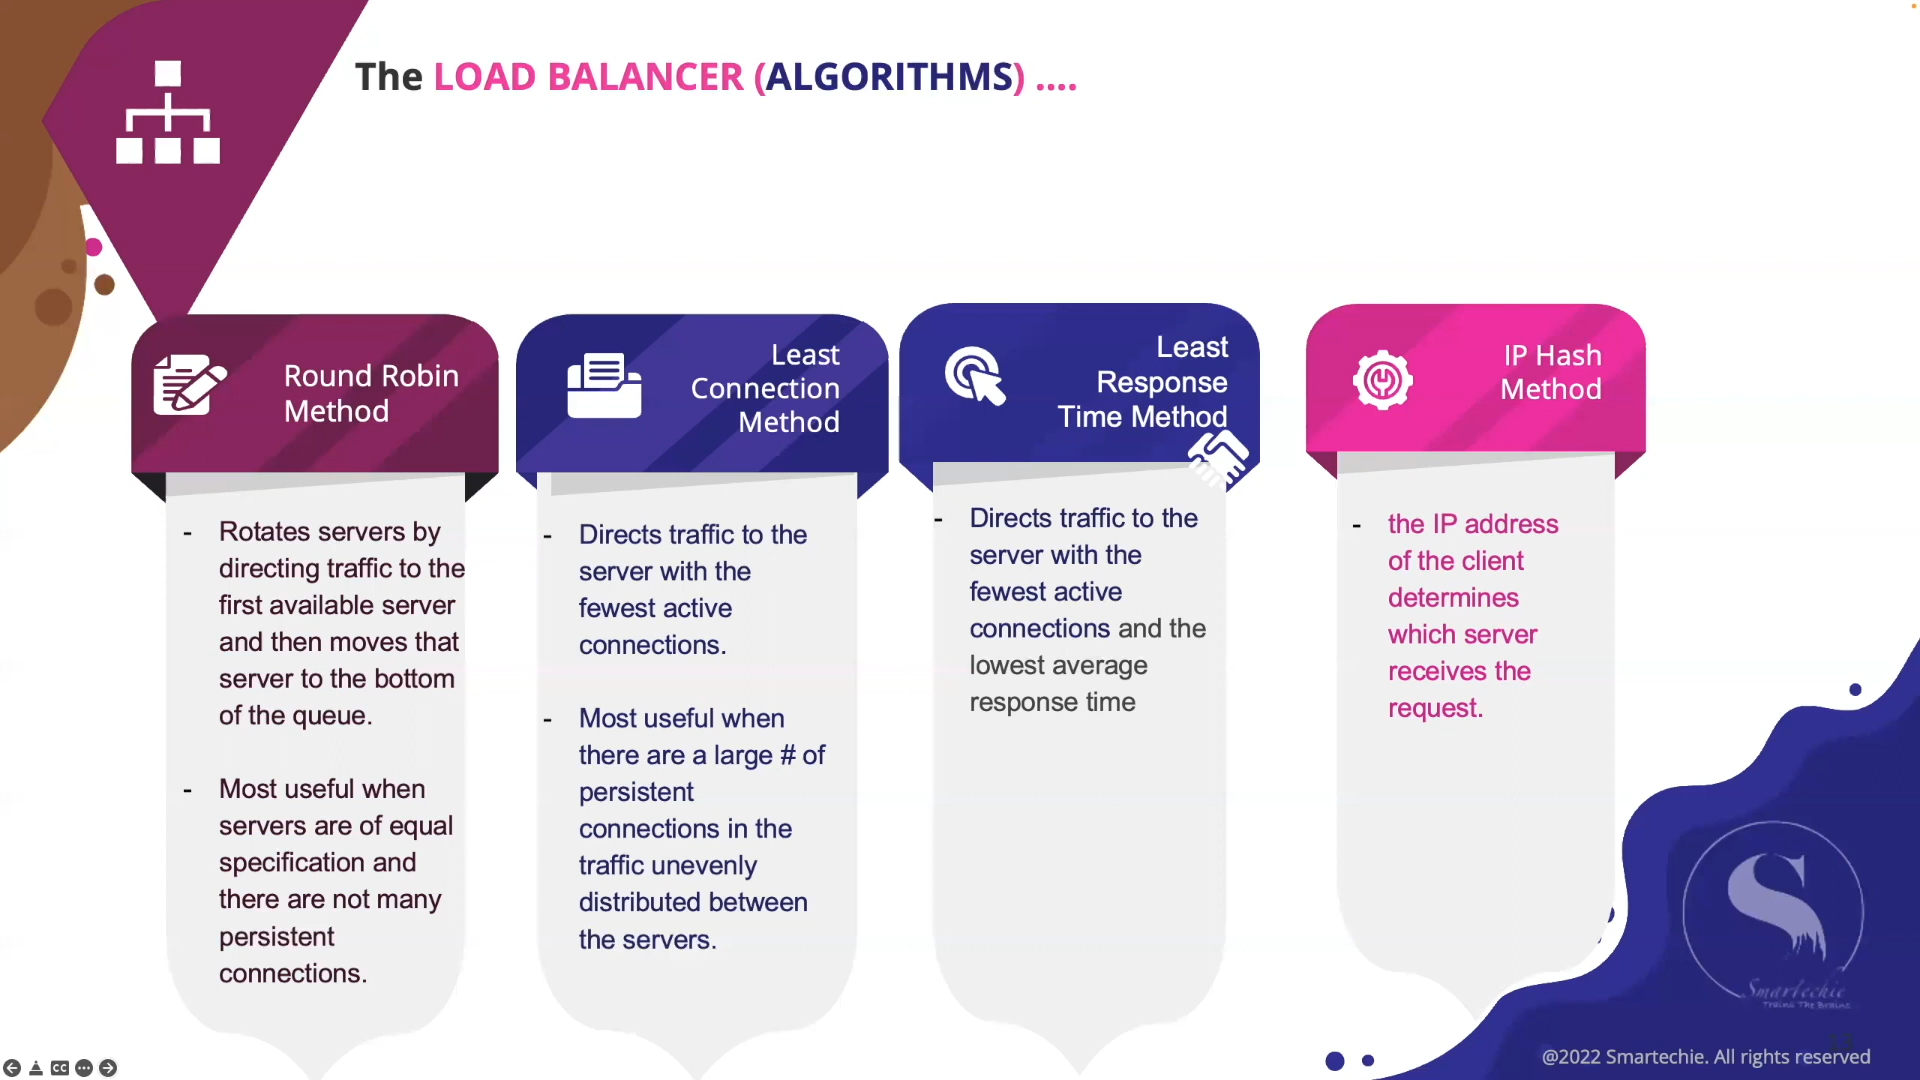 The LOAD BALANCER (ALGORITHMS) ....
Round Robin
Method
- Rotates servers by
directing traffic to the
first available server
and then moves that
server to the bottom
of the queue.
- Most useful when
servers are of equal
specification and
there are not many
persistent
connections.
Least
Connection
Method
- Directs traffic to the
server with the
fewest active
connections.
- Most useful when
there are a large # of
persistent
connections in the
traffic unevenly
distributed between
the servers.
Least
Response
Time Method
- Directs traffic to the
server with the
fewest active
connections and the
lowest average
response time
IP Hash
Method
- the IP address
of the client
determines
which server
receives the
request.
S
Smartechie
Trains The Brains
@2022 Smartechie. All rights reserved
CC